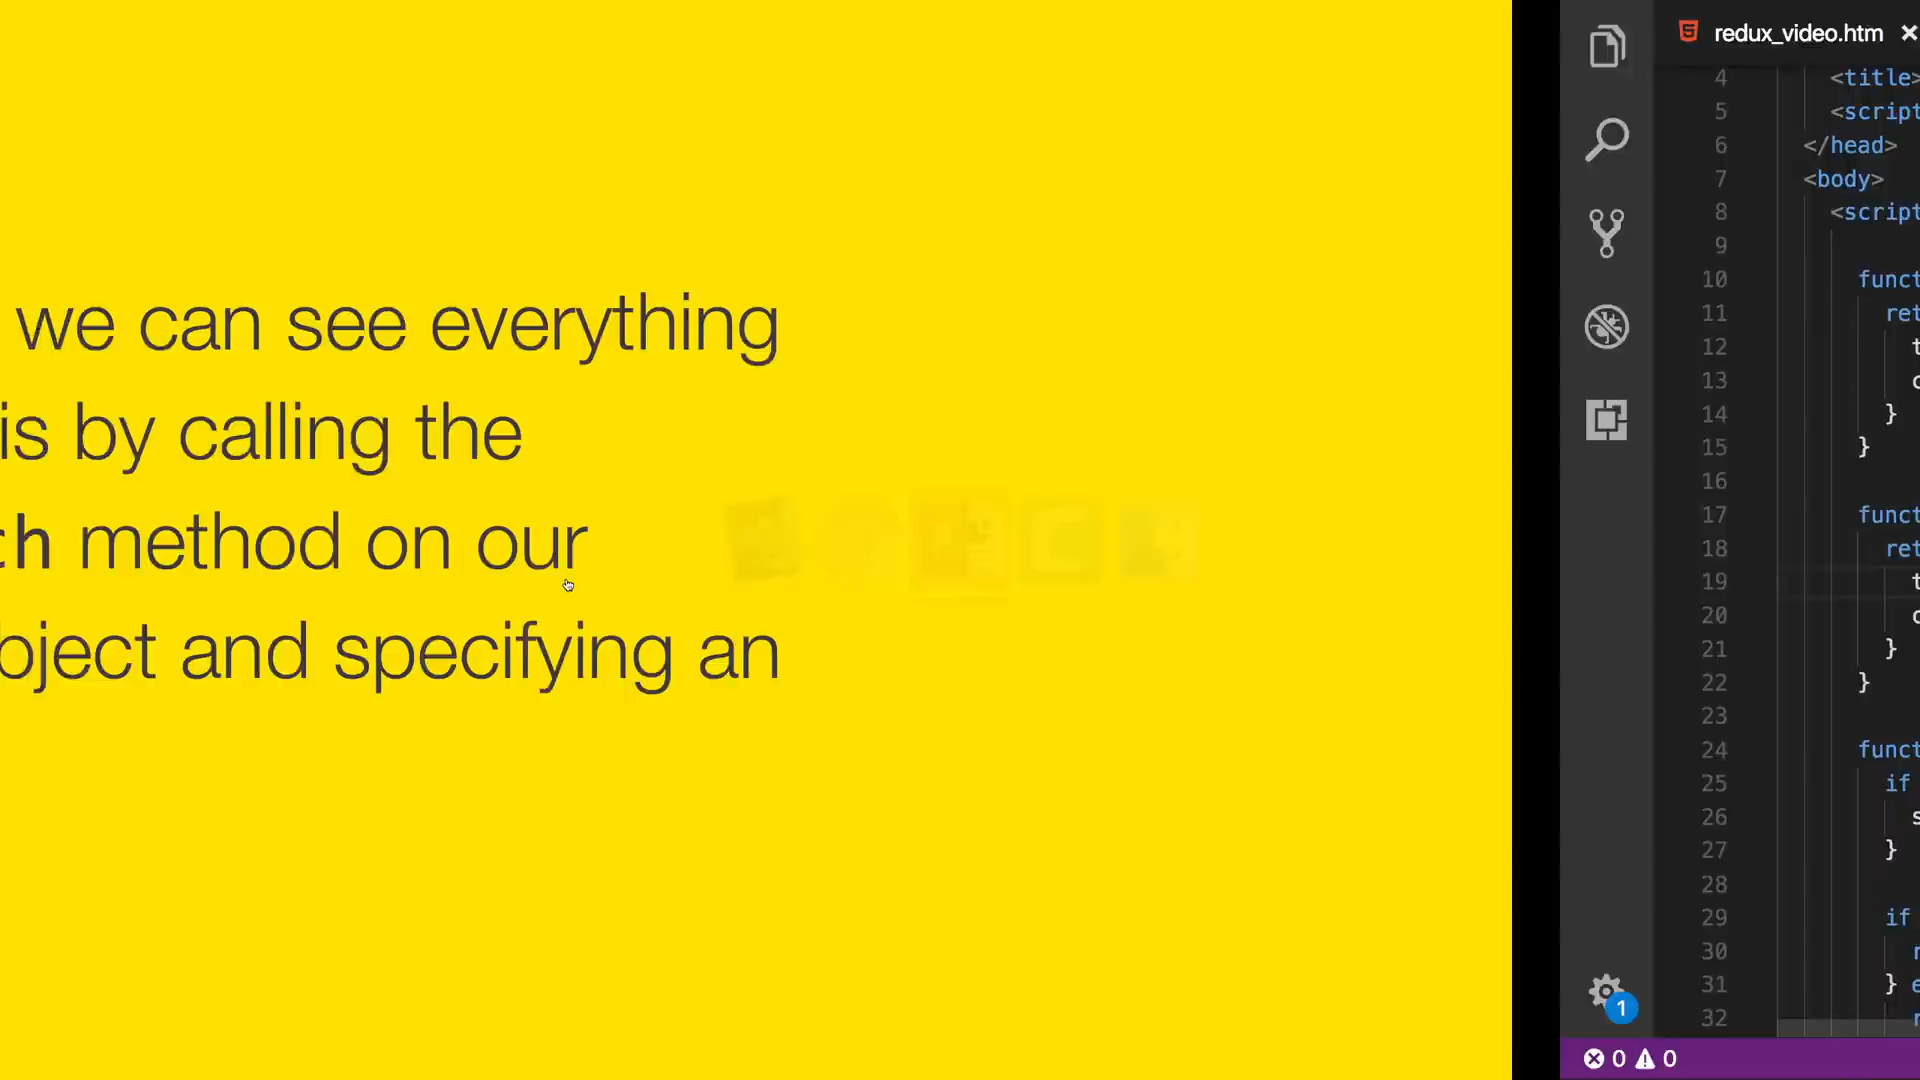 we can see everything
is by calling the
h method on our
bject and specifying an
redux_video.htm
4 <title>
5 <script
6 </head>
7 <body>
8 <script
9
10 funct
11 ret
12 t
13 c
14 }
15 }
16
17 funct
18 ret
19 t
20 c
21 }
22 }
23
24 funct
25 if
26 s
27 }
28
29 if
30 r
31 } e
32 r
1
0 0